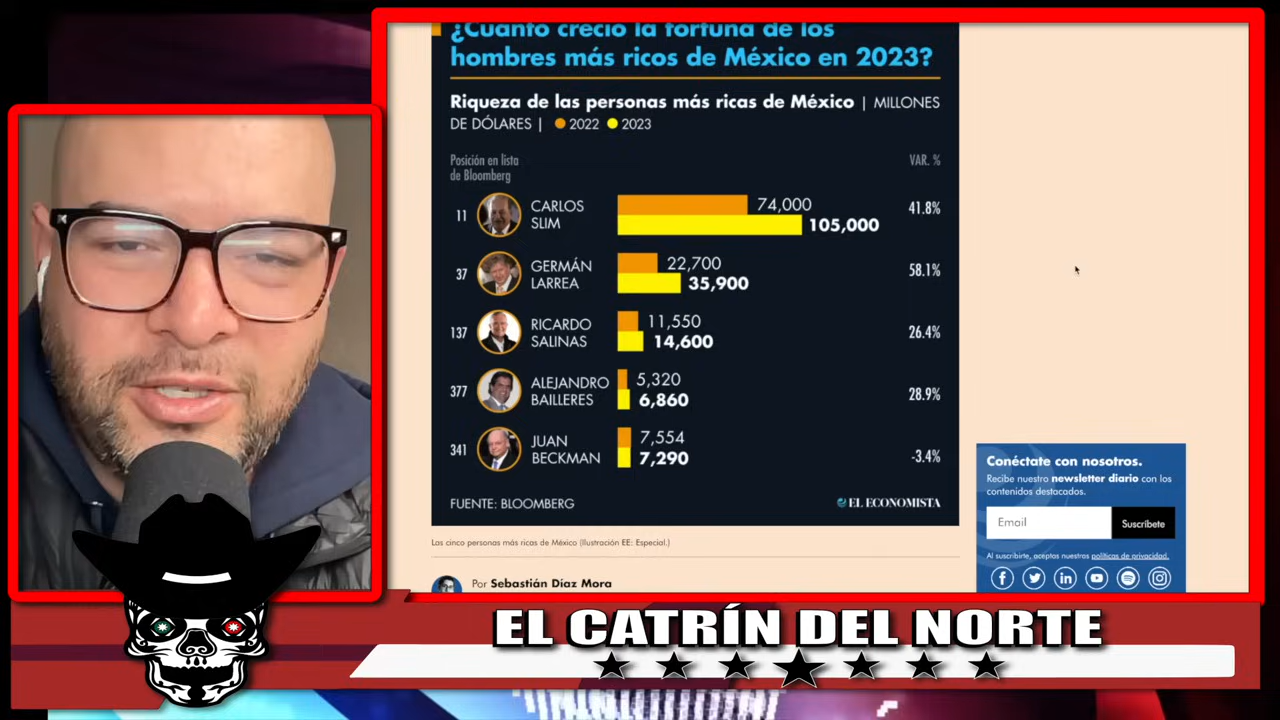 ¿Cuánto creció la fortuna de los
hombres más ricos de México en 2023?
Riqueza de las personas más ricas de México | MILLONES
DE DÓLARES | 2022 2023
Posición en lista
de Bloomberg
VAR. %
11 CARLOS SLIM 74,000 105,000 41.8%
37 GERMÁN LARREA 22,700 35,900 58.1%
137 RICARDO SALINAS 11,550 14,600 26.4%
377 ALEJANDRO BAILLERES 5,320 6,860 28.9%
341 JUAN BECKMAN 7,554 7,290 -3.4%
FUENTE: BLOOMBERG
EL ECONOMISTA
Las cinco personas más ricas de México (Ilustración EE: Especial.)
Por Sebastián Díaz Mora
Conéctate con nosotros.
Recibe nuestro newsletter diario con los
contenidos destacados.
Email
Suscríbete
Al suscribirte, aceptas nuestras políticas de privacidad.
EL CATRÍN DEL NORTE